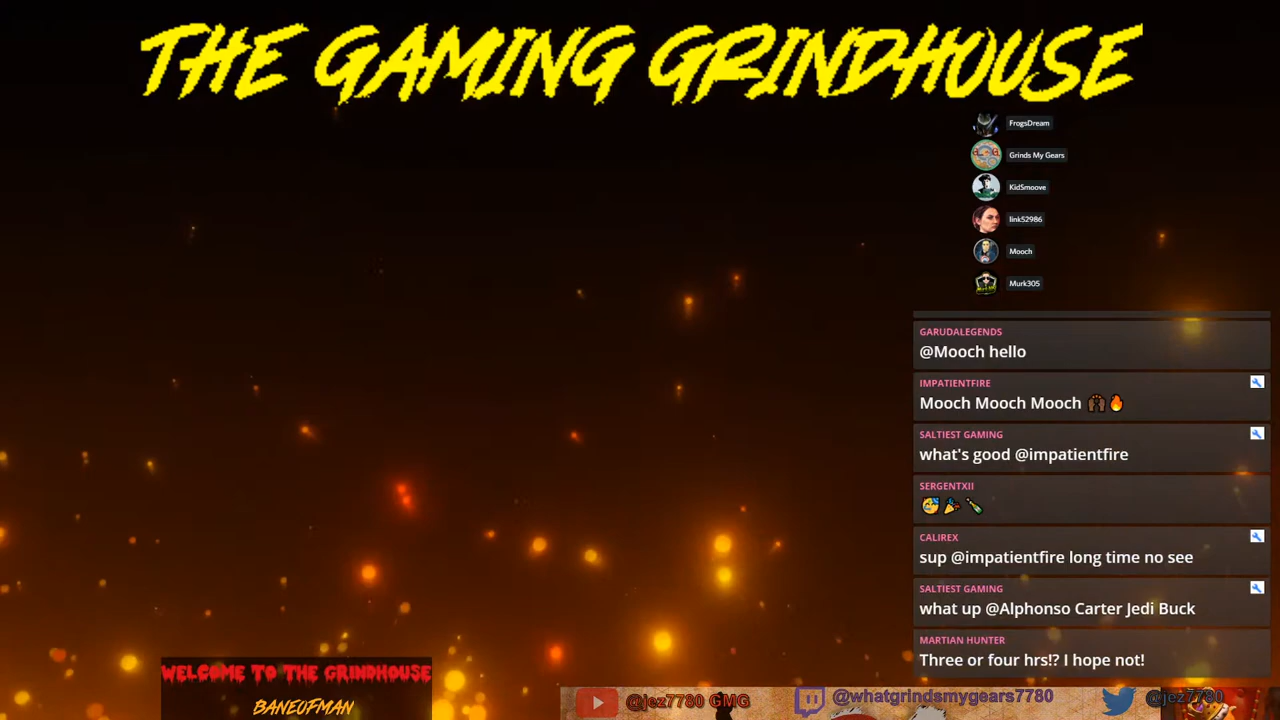 THE GAMING GRINDHOUSE
FrogsDream
Grinds My Gears
KidSmoove
link52986
Mooch
Murk305
GARUDALEGENDS
@Mooch hello
IMPATIENTFIRE
Mooch Mooch Mooch 🙌🏾🔥
SALTIEST GAMING
what's good @impatientfire
SERGENTXII
🥳🎉🍾
CALIREX
sup @impatientfire long time no see
SALTIEST GAMING
what up @Alphonso Carter Jedi Buck
MARTIAN HUNTER
Three or four hrs!? I hope not!
WELCOME TO THE GRINDHOUSE
BANEOFMAN
@jez7780 GMG
@whatgrindsmygears7780
@jez7780